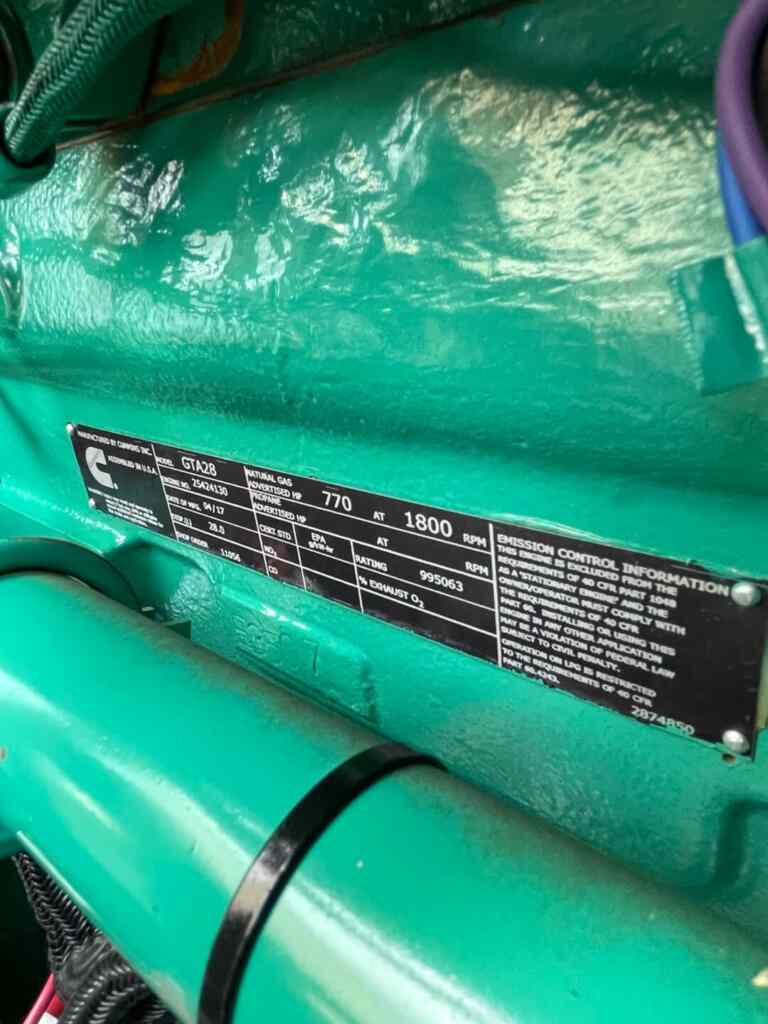 MANUFACTURED BY CUMMINS INC.
ASSEMBLED IN U.S.A
MODEL GTA28
ENGINE NO. 25424130
DATE OF MFG. 04/17
DISP.(L) 28.0
SHOP ORDER 11056
NATURAL GAS
ADVERTISED HP 770 AT 1800 RPM
PROPANE
ADVERTISED HP AT RPM
CERT STD EPA
g/kW-hr
NOx
CO
RATING 995063
% EXHAUST O2
EMISSION CONTROL INFORMATION
THIS ENGINE IS EXCLUDED FROM THE
REQUIREMENTS OF 40 CFR PART 1048
AS A 'STATIONARY ENGINE' AND THE
OWNER/OPERATOR MUST COMPLY WITH
THE REQUIREMENTS OF 40 CFR
PART 60. INSTALLING OR USING THIS
ENGINE IN ANY OTHER APPLICATION
MAY BE A VIOLATION OF FEDERAL LAW
SUBJECT TO CIVIL PENALTY.
OPERATION ON LPG IS RESTRICTED
TO THE REQUIREMENTS OF 40 CFR
PART 60.4243.
2874850